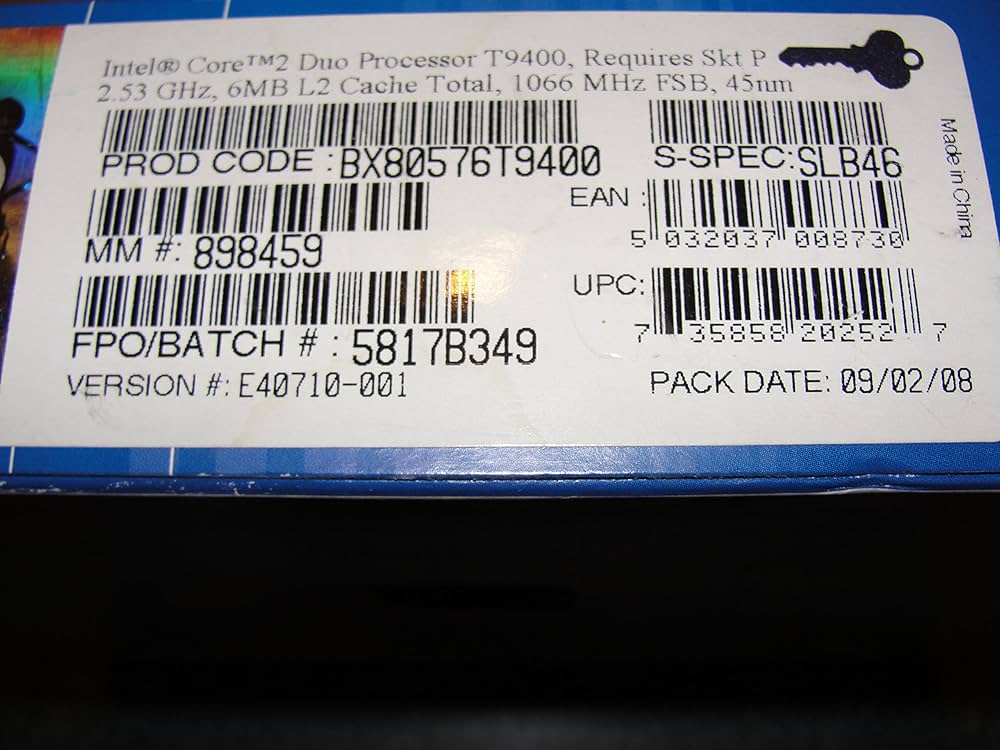 Intel® Core™2 Duo Processor T9400, Requires Skt P
2.53 GHz, 6MB L2 Cache Total, 1066 MHz FSB, 45nm
PROD CODE : BX80576T9400
S-SPEC: SLB46
MM #: 898459
EAN :
5 032037 008730
FPO/BATCH # : 5817B349
UPC:
7 35858 20252 7
VERSION #: E40710-001
PACK DATE: 09/02/08
Made in China